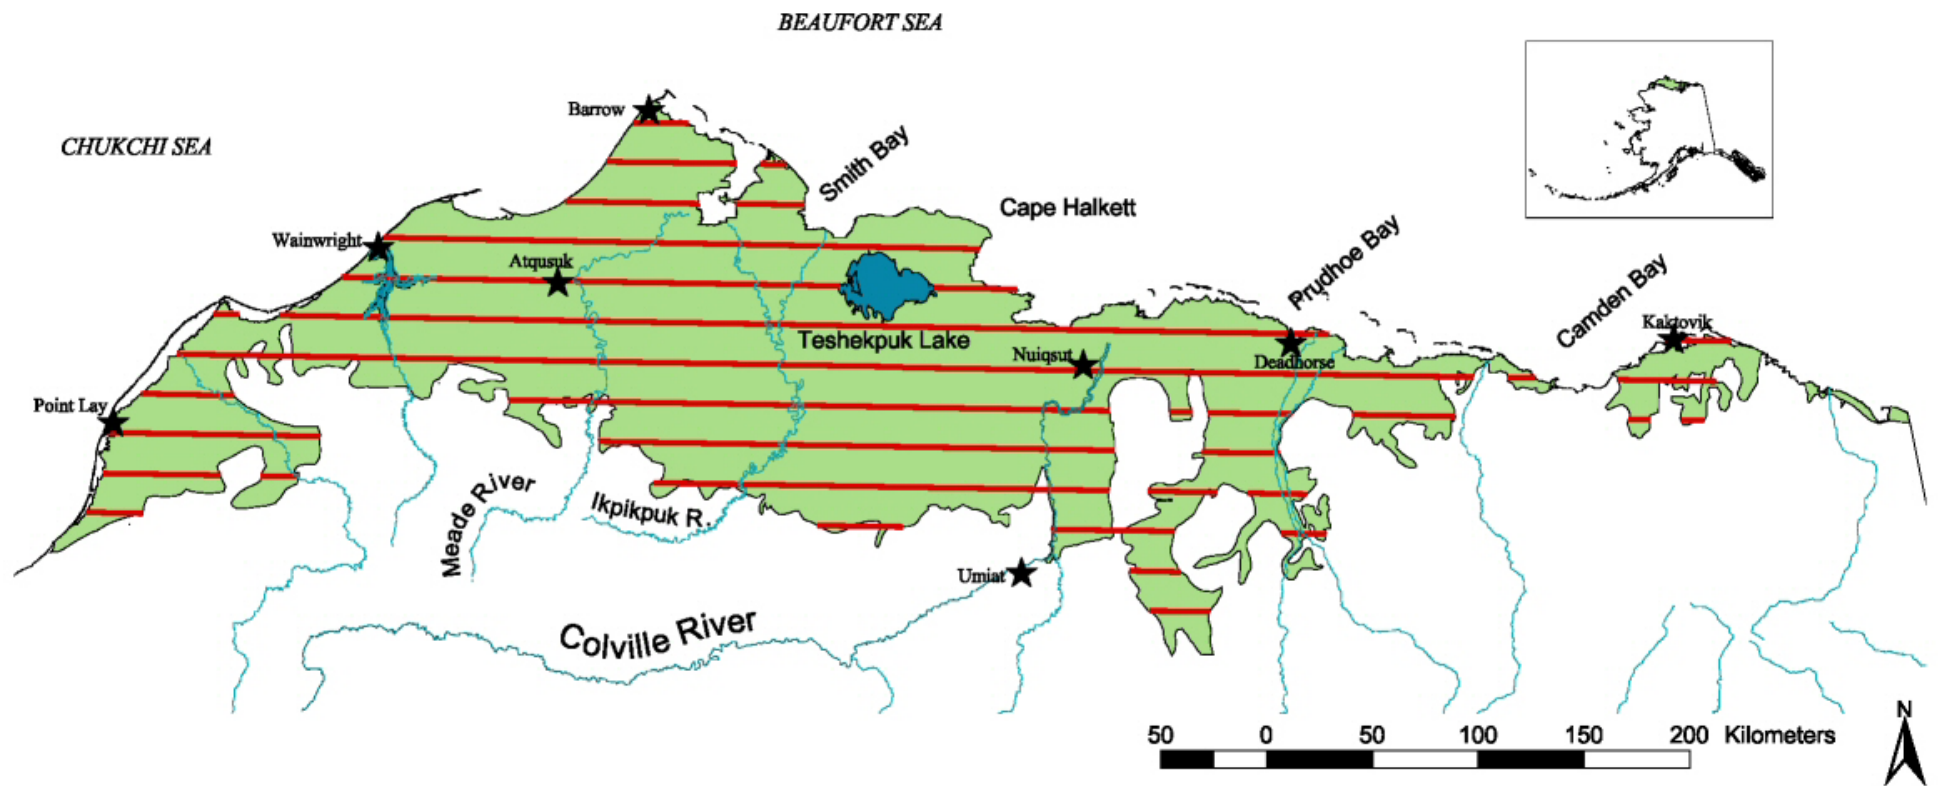 BEAUFORT SEA
CHUKCHI SEA
Barrow
Smith Bay
Cape Halkett
Wainwright
Atqusuk
Prudhoe Bay
Camden Bay
Kaktovik
Teshekpuk Lake
Nuiqsut
Deadhorse
Point Lay
Meade River
Ikpikpuk R.
Umiat
Colville River
N
50 0 50 100 150 200 Kilometers